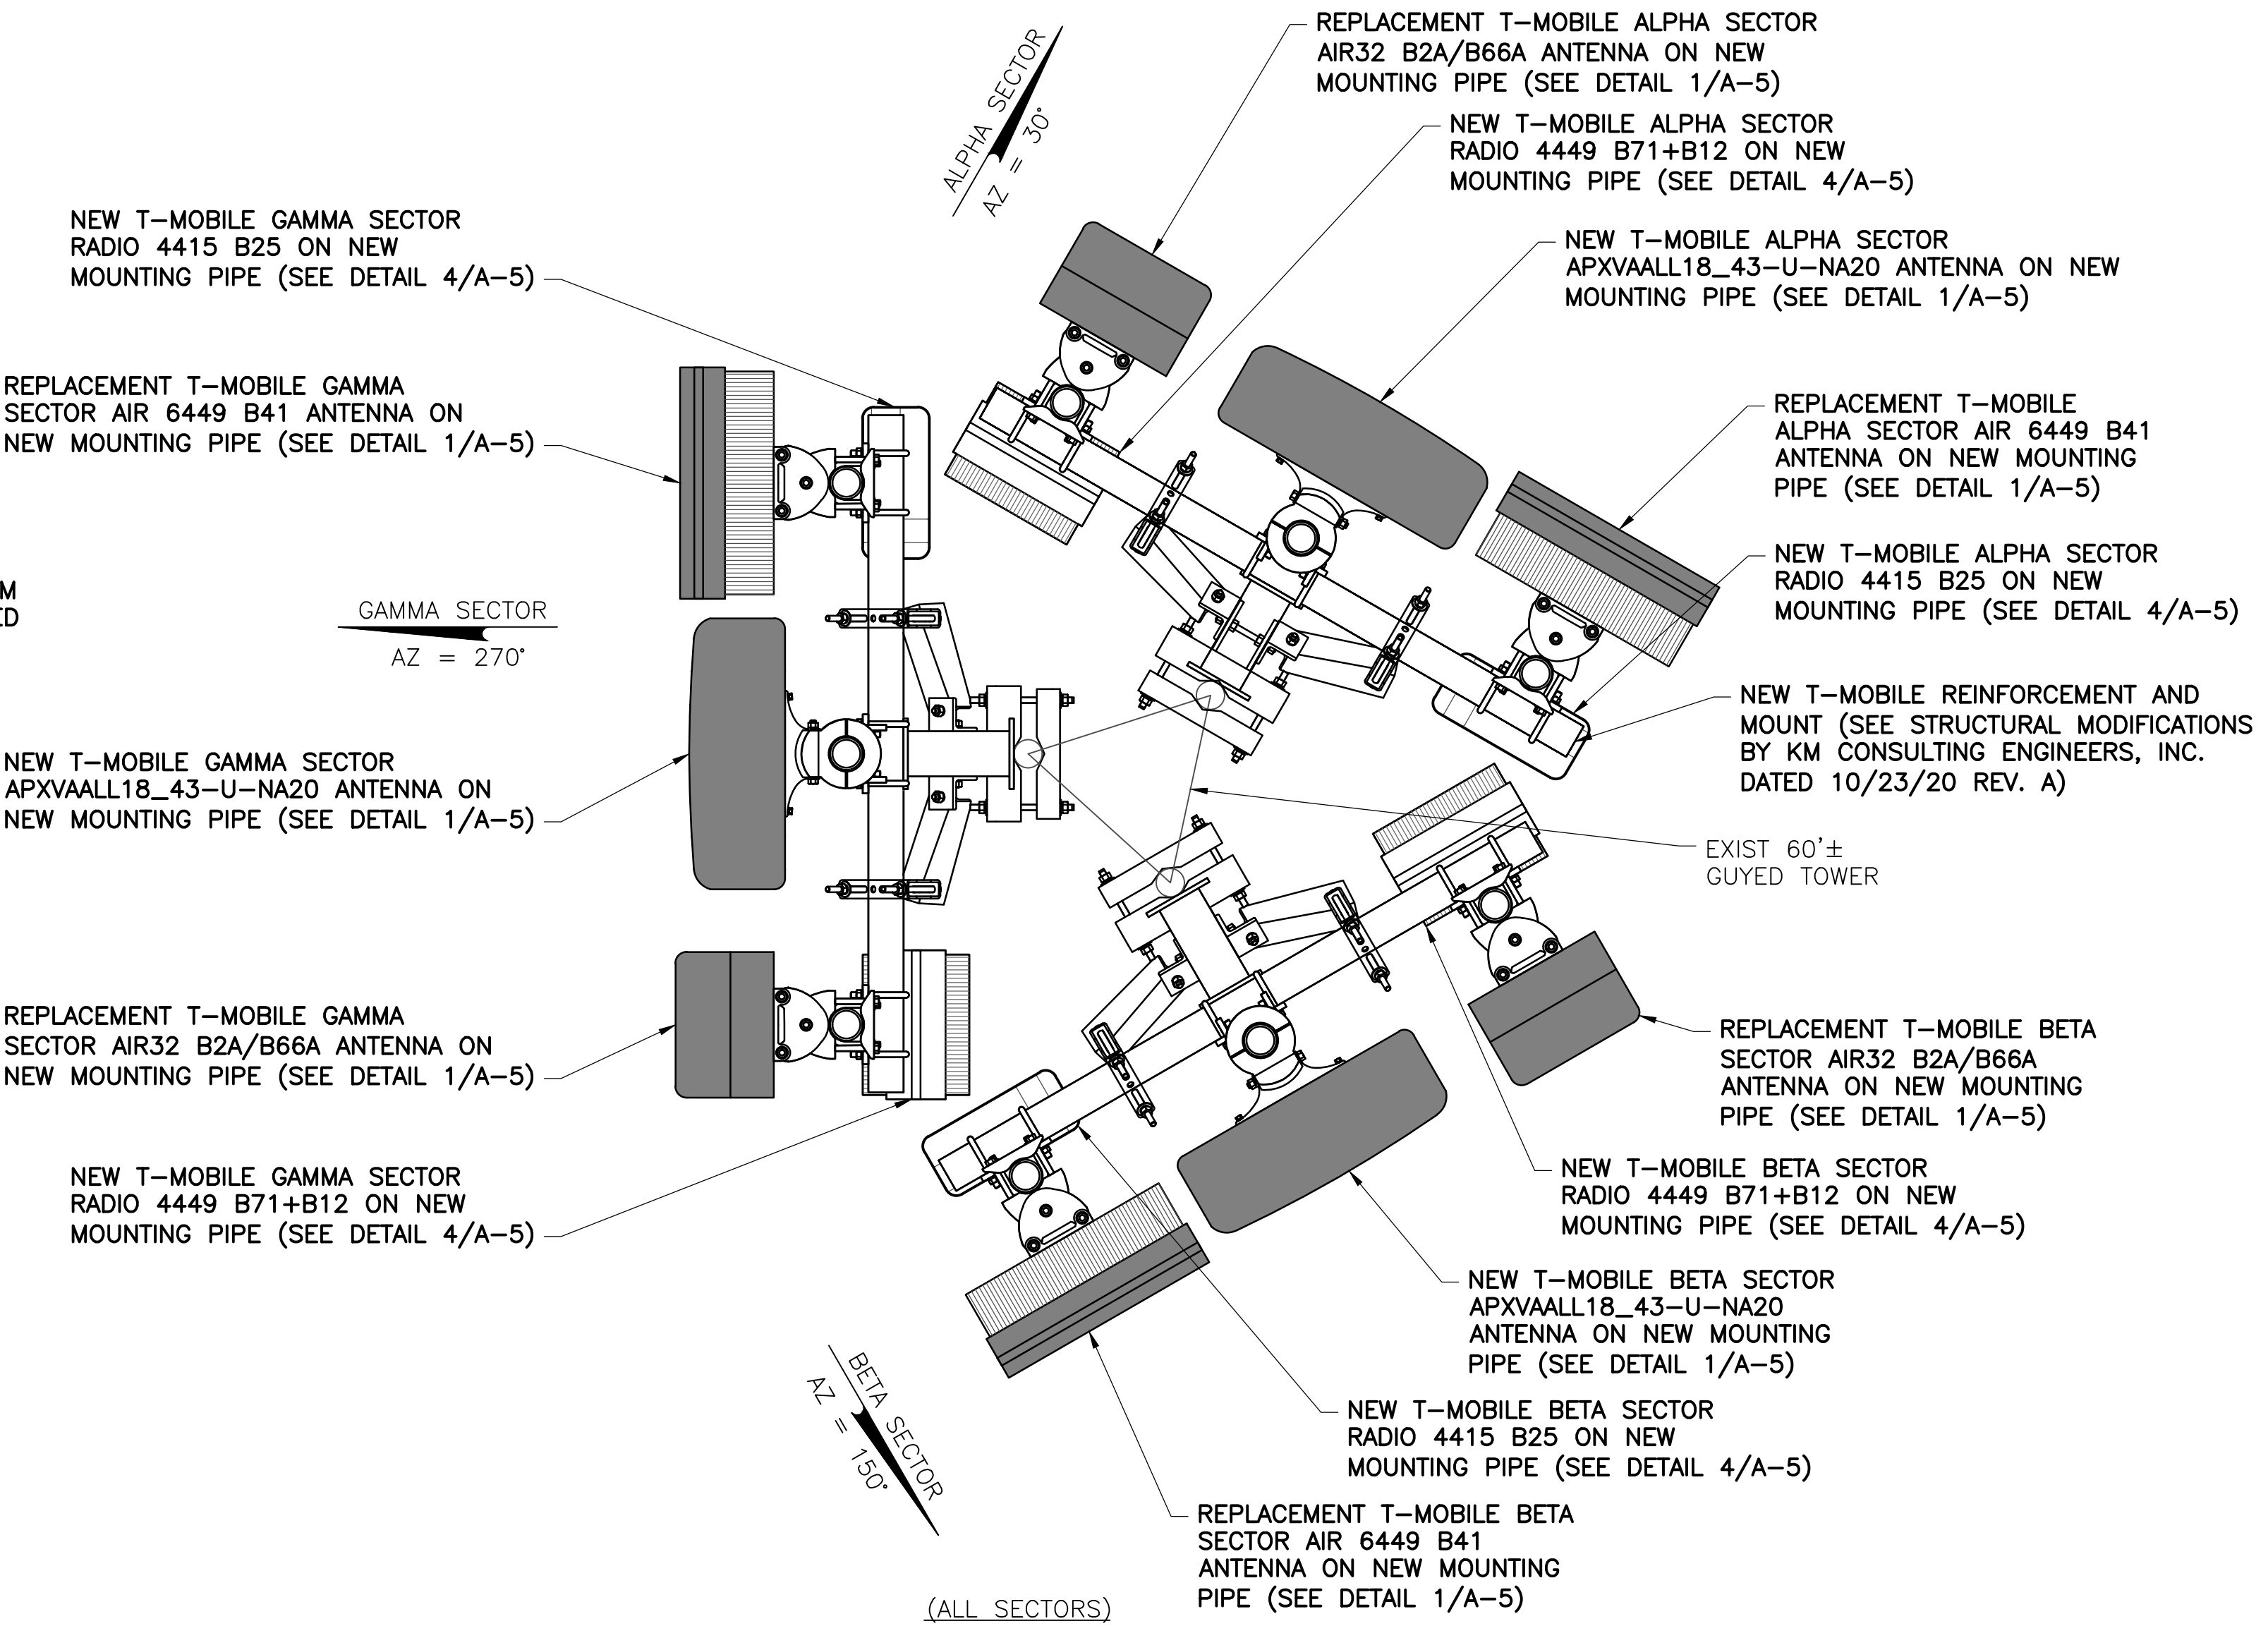 REPLACEMENT T-MOBILE ALPHA SECTOR
AIR32 B2A/B66A ANTENNA ON NEW
MOUNTING PIPE (SEE DETAIL 1/A-5)
ALPHA SECTOR
AZ = 30°
NEW T-MOBILE ALPHA SECTOR
RADIO 4449 B71+B12 ON NEW
MOUNTING PIPE (SEE DETAIL 4/A-5)
NEW T-MOBILE GAMMA SECTOR
RADIO 4415 B25 ON NEW
MOUNTING PIPE (SEE DETAIL 4/A-5)
NEW T-MOBILE ALPHA SECTOR
APXVAALL18_43-U-NA20 ANTENNA ON NEW
MOUNTING PIPE (SEE DETAIL 1/A-5)
REPLACEMENT T-MOBILE GAMMA
SECTOR AIR 6449 B41 ANTENNA ON
NEW MOUNTING PIPE (SEE DETAIL 1/A-5)
REPLACEMENT T-MOBILE
ALPHA SECTOR AIR 6449 B41
ANTENNA ON NEW MOUNTING
PIPE (SEE DETAIL 1/A-5)
M
ED
GAMMA SECTOR
AZ = 270°
NEW T-MOBILE ALPHA SECTOR
RADIO 4415 B25 ON NEW
MOUNTING PIPE (SEE DETAIL 4/A-5)
NEW T-MOBILE REINFORCEMENT AND
MOUNT (SEE STRUCTURAL MODIFICATIONS
BY KM CONSULTING ENGINEERS, INC.
DATED 10/23/20 REV. A)
NEW T-MOBILE GAMMA SECTOR
APXVAALL18_43-U-NA20 ANTENNA ON
NEW MOUNTING PIPE (SEE DETAIL 1/A-5)
EXIST 60'±
GUYED TOWER
REPLACEMENT T-MOBILE GAMMA
SECTOR AIR32 B2A/B66A ANTENNA ON
NEW MOUNTING PIPE (SEE DETAIL 1/A-5)
REPLACEMENT T-MOBILE BETA
SECTOR AIR32 B2A/B66A
ANTENNA ON NEW MOUNTING
PIPE (SEE DETAIL 1/A-5)
NEW T-MOBILE GAMMA SECTOR
RADIO 4449 B71+B12 ON NEW
MOUNTING PIPE (SEE DETAIL 4/A-5)
NEW T-MOBILE BETA SECTOR
RADIO 4449 B71+B12 ON NEW
MOUNTING PIPE (SEE DETAIL 4/A-5)
NEW T-MOBILE BETA SECTOR
APXVAALL18_43-U-NA20
ANTENNA ON NEW MOUNTING
PIPE (SEE DETAIL 1/A-5)
BETA SECTOR
AZ = 150°
NEW T-MOBILE BETA SECTOR
RADIO 4415 B25 ON NEW
MOUNTING PIPE (SEE DETAIL 4/A-5)
REPLACEMENT T-MOBILE BETA
SECTOR AIR 6449 B41
ANTENNA ON NEW MOUNTING
PIPE (SEE DETAIL 1/A-5)
(ALL SECTORS)